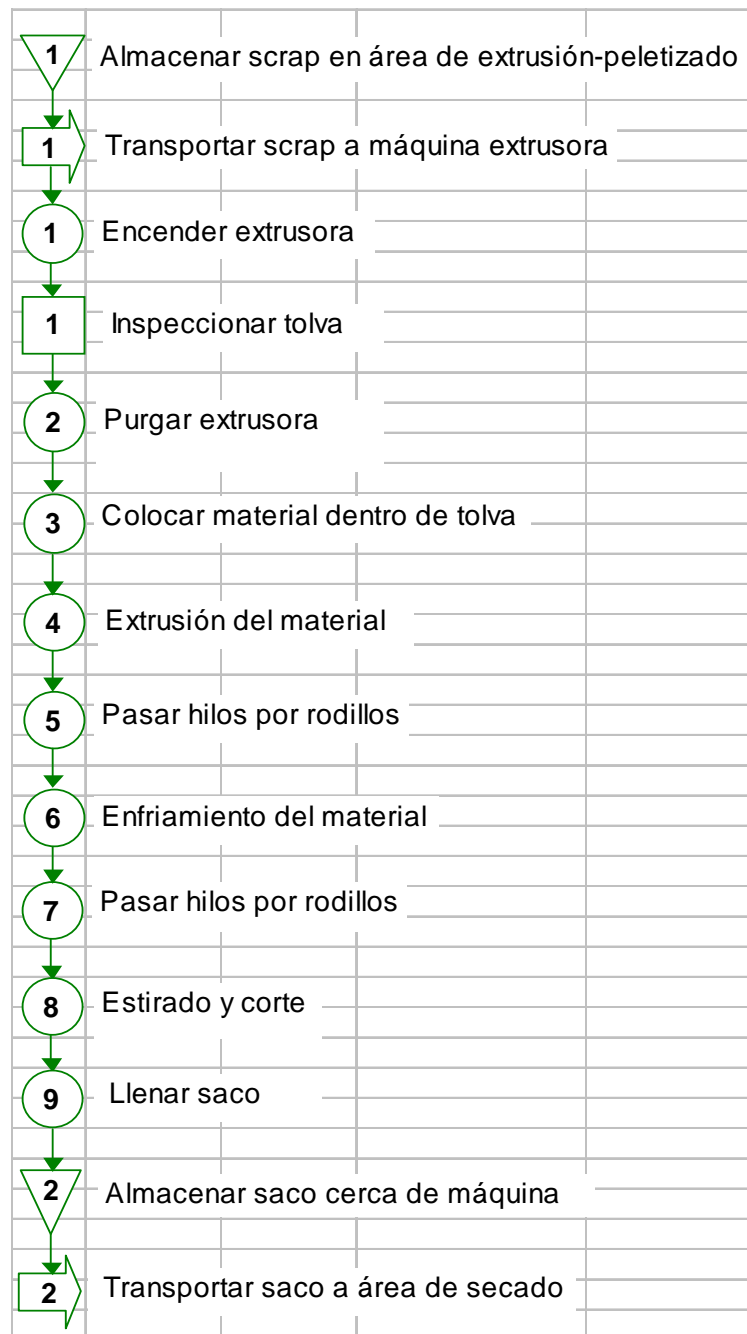 1 Almacenar scrap en área de extrusión-peletizado
1 Transportar scrap a máquina extrusora
1 Encender extrusora
1 Inspeccionar tolva
2 Purgar extrusora
3 Colocar material dentro de tolva
4 Extrusión del material
5 Pasar hilos por rodillos
6 Enfriamiento del material
7 Pasar hilos por rodillos
8 Estirado y corte
9 Llenar saco
2 Almacenar saco cerca de máquina
2 Transportar saco a área de secado